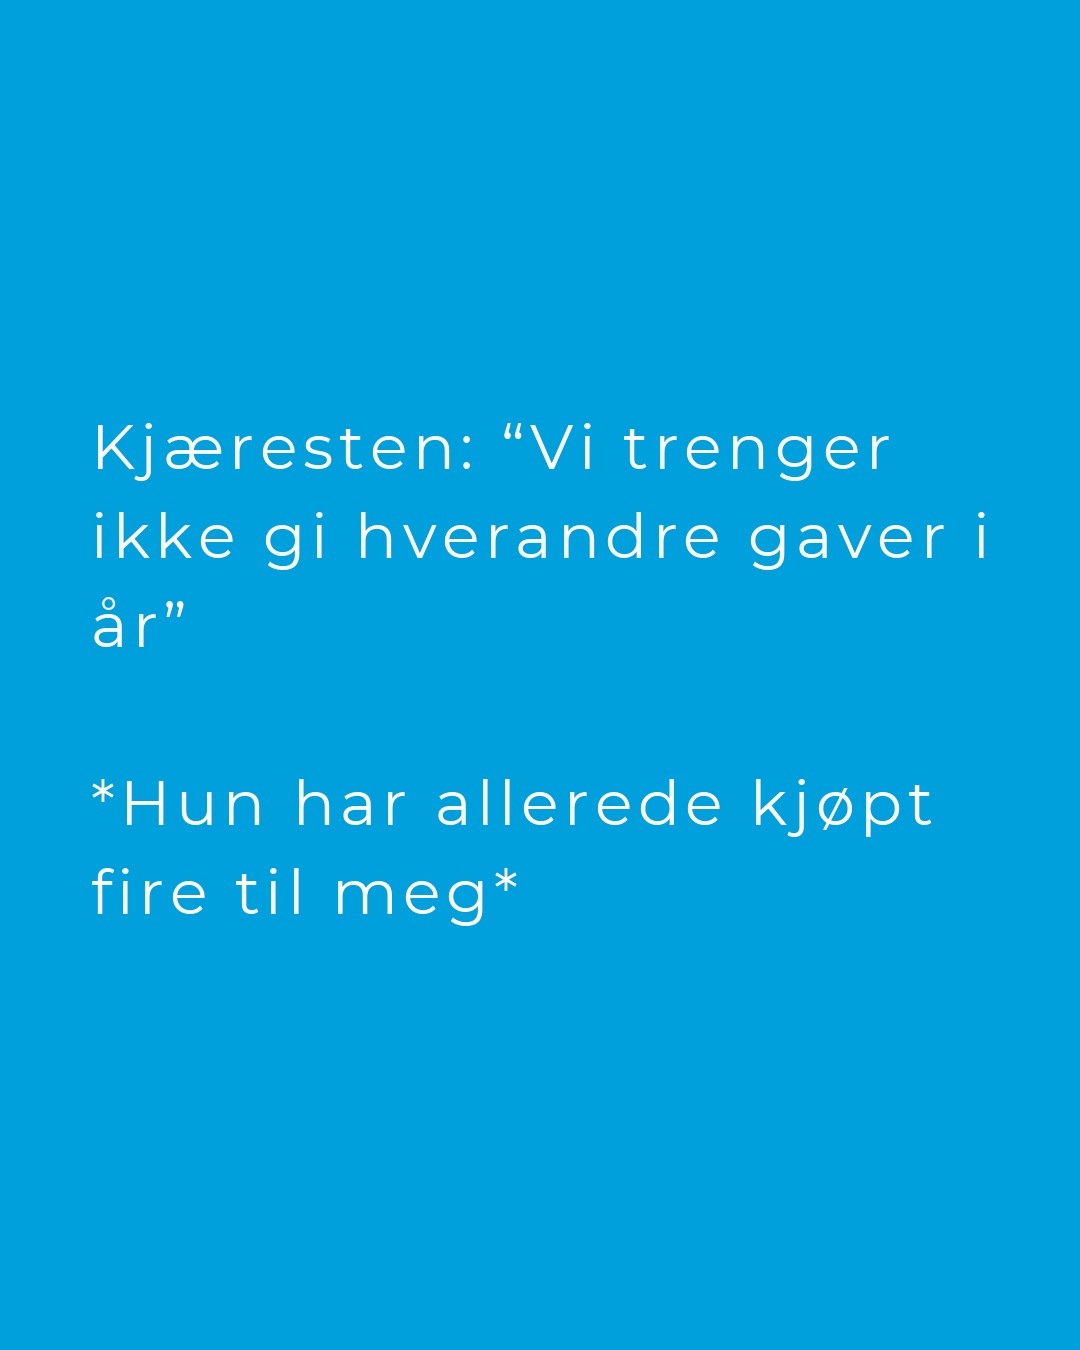 Kjæresten: “Vi trenger
ikke gi hverandre gaver i
år”
*Hun har allerede kjøpt
fire til meg*